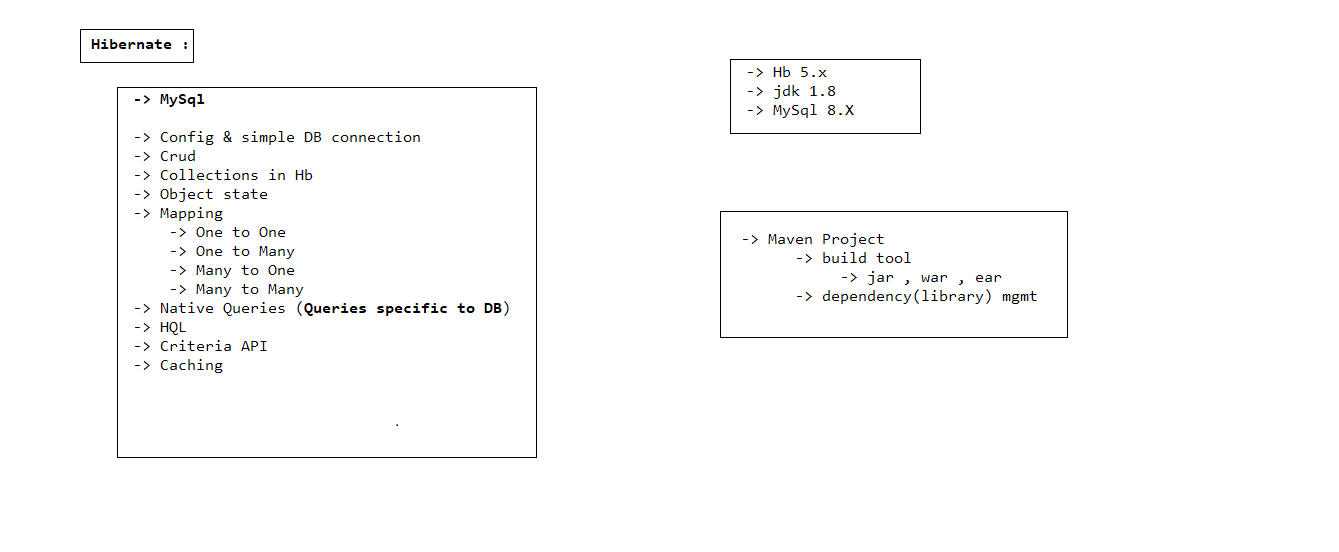 Hibernate :
-> MySql
-> Config & simple DB connection
-> Crud
-> Collections in Hb
-> Object state
-> Mapping
-> One to One
-> One to Many
-> Many to One
-> Many to Many
-> Native Queries (Queries specific to DB)
-> HQL
-> Criteria API
-> Caching
.
-> Hb 5.x
-> jdk 1.8
-> MySql 8.X
-> Maven Project
-> build tool
-> jar , war , ear
-> dependency(library) mgmt